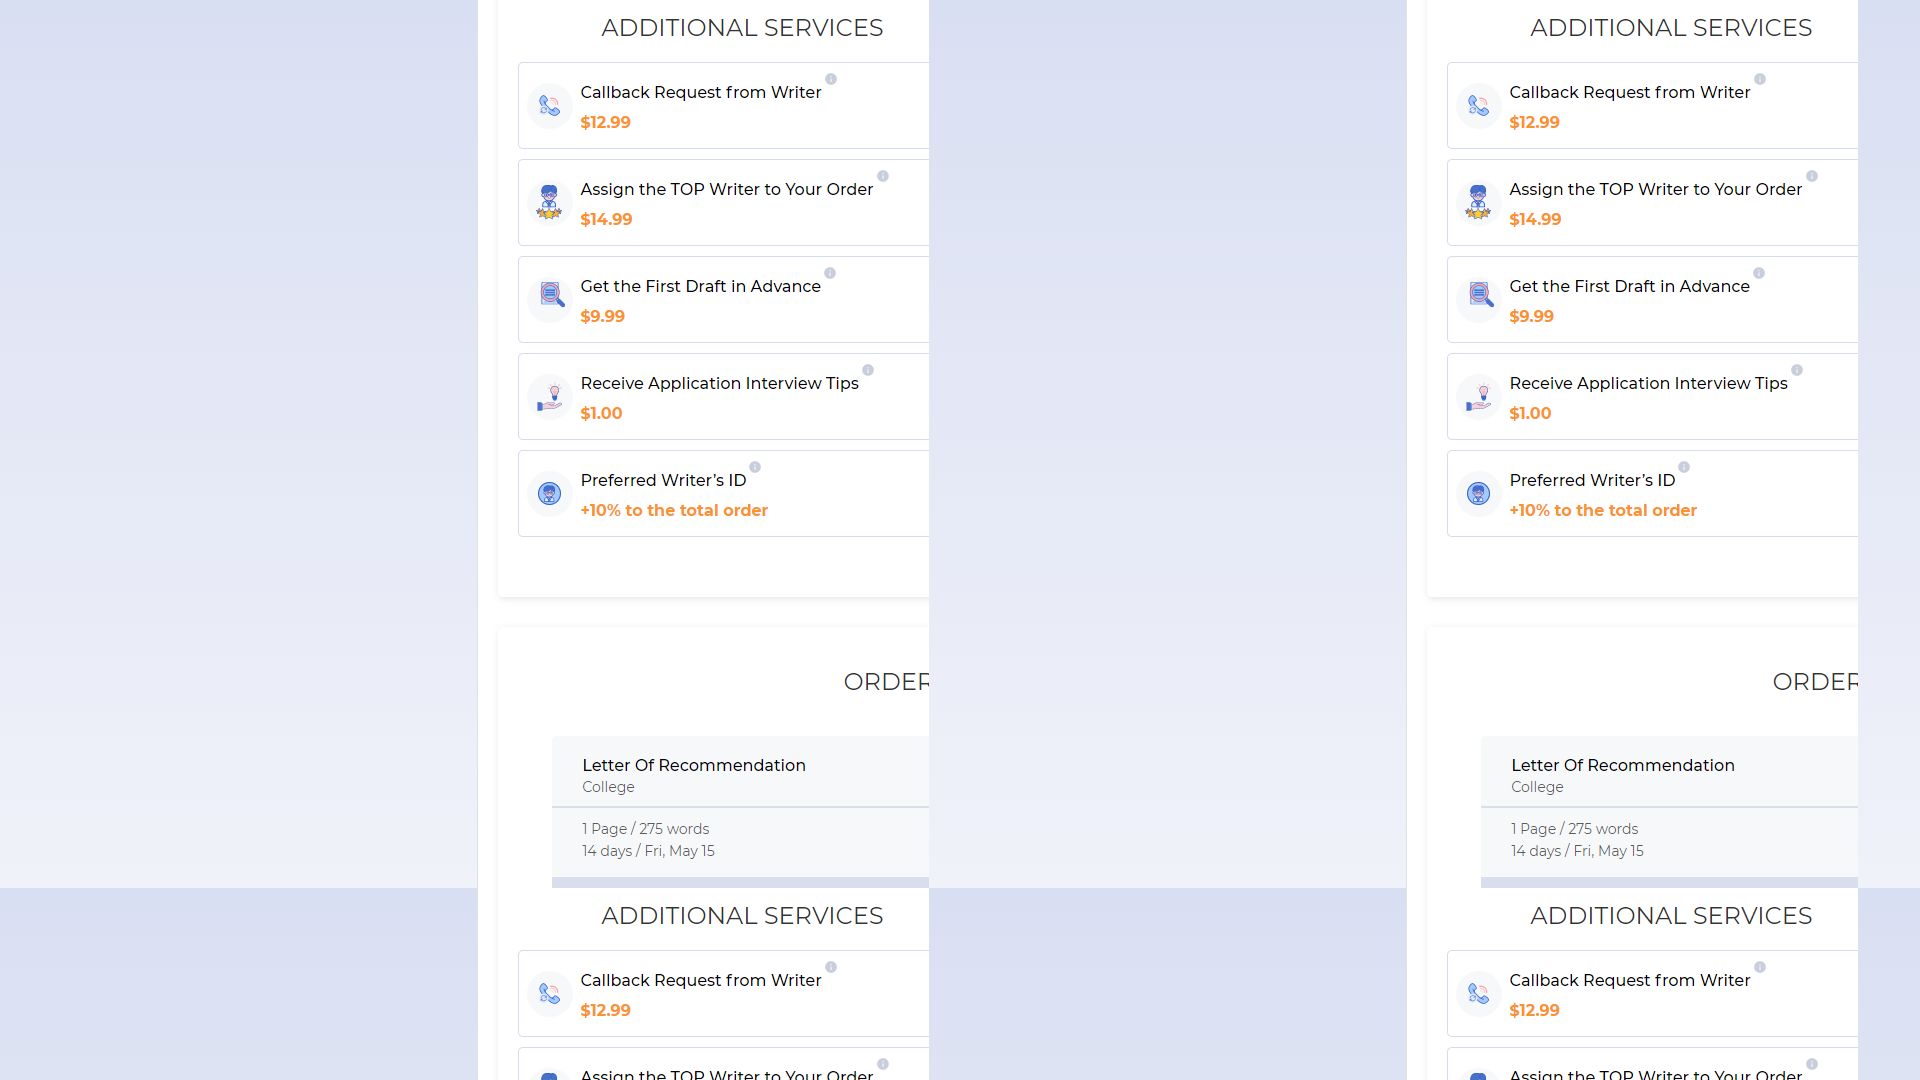 ADDITIONAL SERVICES
Callback Request from Writer
$12.99
Assign the TOP Writer to Your Order
$14.99
Get the First Draft in Advance
$9.99
Receive Application Interview Tips
$1.00
Preferred Writer’s ID
+10% to the total order
ORDER
Letter Of Recommendation
College
1 Page / 275 words
14 days / Fri, May 15
ADDITIONAL SERVICES
Callback Request from Writer
$12.99
Assign the TOP Writer to Your Order
ADDITIONAL SERVICES
Callback Request from Writer
$12.99
Assign the TOP Writer to Your Order
$14.99
Get the First Draft in Advance
$9.99
Receive Application Interview Tips
$1.00
Preferred Writer’s ID
+10% to the total order
ORDER
Letter Of Recommendation
College
1 Page / 275 words
14 days / Fri, May 15
ADDITIONAL SERVICES
Callback Request from Writer
$12.99
Assign the TOP Writer to Your Order